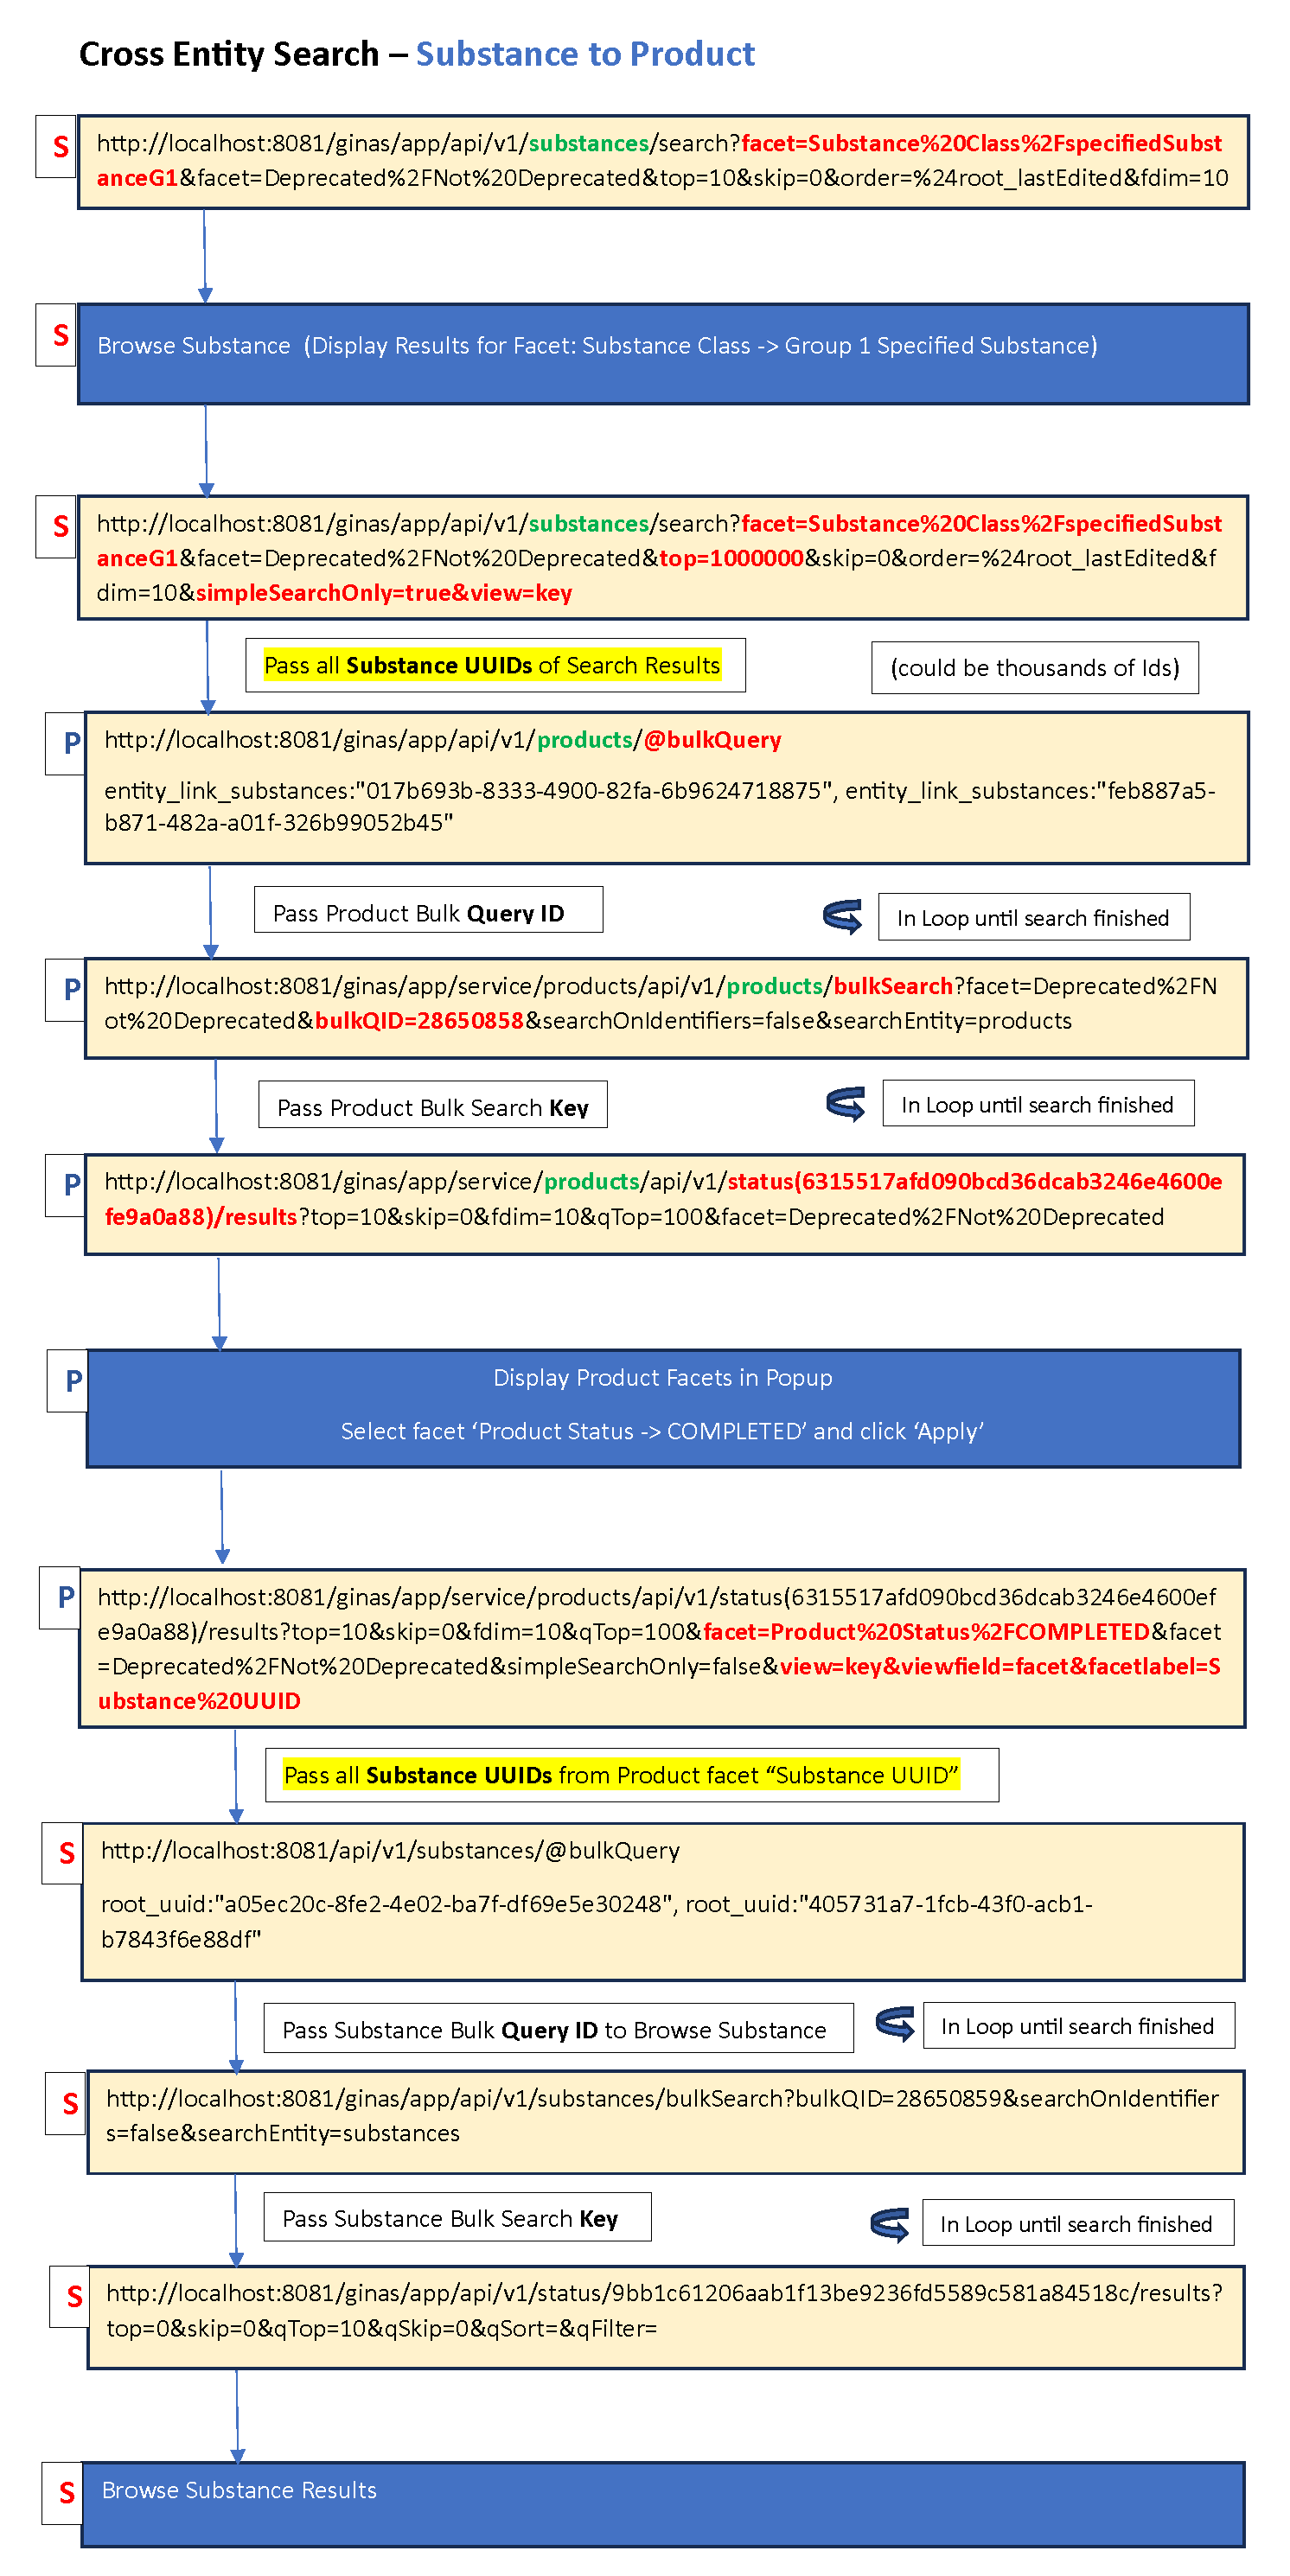 Cross Entity Search – Substance to Product
S
http://localhost:8081/ginas/app/api/v1/substances/search?facet=Substance%20Class%2FspecifiedSubst
anceG1&facet=Deprecated%2FNot%20Deprecated&top=10&skip=0&order=%24root_lastEdited&fdim=10
S
Browse Substance  (Display Results for Facet: Substance Class -> Group 1 Specified Substance)
S
http://localhost:8081/ginas/app/api/v1/substances/search?facet=Substance%20Class%2FspecifiedSubst
anceG1&facet=Deprecated%2FNot%20Deprecated&top=1000000&skip=0&order=%24root_lastEdited&f
dim=10&simpleSearchOnly=true&view=key
Pass all Substance UUIDs of Search Results
(could be thousands of Ids)
P
http://localhost:8081/ginas/app/api/v1/products/@bulkQuery
entity_link_substances:"017b693b-8333-4900-82fa-6b9624718875", entity_link_substances:"feb887a5-
b871-482a-a01f-326b99052b45"
Pass Product Bulk Query ID
In Loop until search finished
P
http://localhost:8081/ginas/app/service/products/api/v1/products/bulkSearch?facet=Deprecated%2FN
ot%20Deprecated&bulkQID=28650858&searchOnIdentifiers=false&searchEntity=products
Pass Product Bulk Search Key
In Loop until search finished
P
http://localhost:8081/ginas/app/service/products/api/v1/status(6315517afd090bcd36dcab3246e4600e
fe9a0a88)/results?top=10&skip=0&fdim=10&qTop=100&facet=Deprecated%2FNot%20Deprecated
P
Display Product Facets in Popup
Select facet ‘Product Status -> COMPLETED’ and click ‘Apply’
P
http://localhost:8081/ginas/app/service/products/api/v1/status(6315517afd090bcd36dcab3246e4600ef
e9a0a88)/results?top=10&skip=0&fdim=10&qTop=100&facet=Product%20Status%2FCOMPLETED&facet
=Deprecated%2FNot%20Deprecated&simpleSearchOnly=false&view=key&viewfield=facet&facetlabel=S
ubstance%20UUID
Pass all Substance UUIDs from Product facet “Substance UUID”
S
http://localhost:8081/api/v1/substances/@bulkQuery
root_uuid:"a05ec20c-8fe2-4e02-ba7f-df69e5e30248", root_uuid:"405731a7-1fcb-43f0-acb1-
b7843f6e88df"
Pass Substance Bulk Query ID to Browse Substance
In Loop until search finished
S
http://localhost:8081/ginas/app/api/v1/substances/bulkSearch?bulkQID=28650859&searchOnIdentifier
s=false&searchEntity=substances
Pass Substance Bulk Search Key
In Loop until search finished
S
http://localhost:8081/ginas/app/api/v1/status/9bb1c61206aab1f13be9236fd5589c581a84518c/results?
top=0&skip=0&qTop=10&qSkip=0&qSort=&qFilter=
S
Browse Substance Results